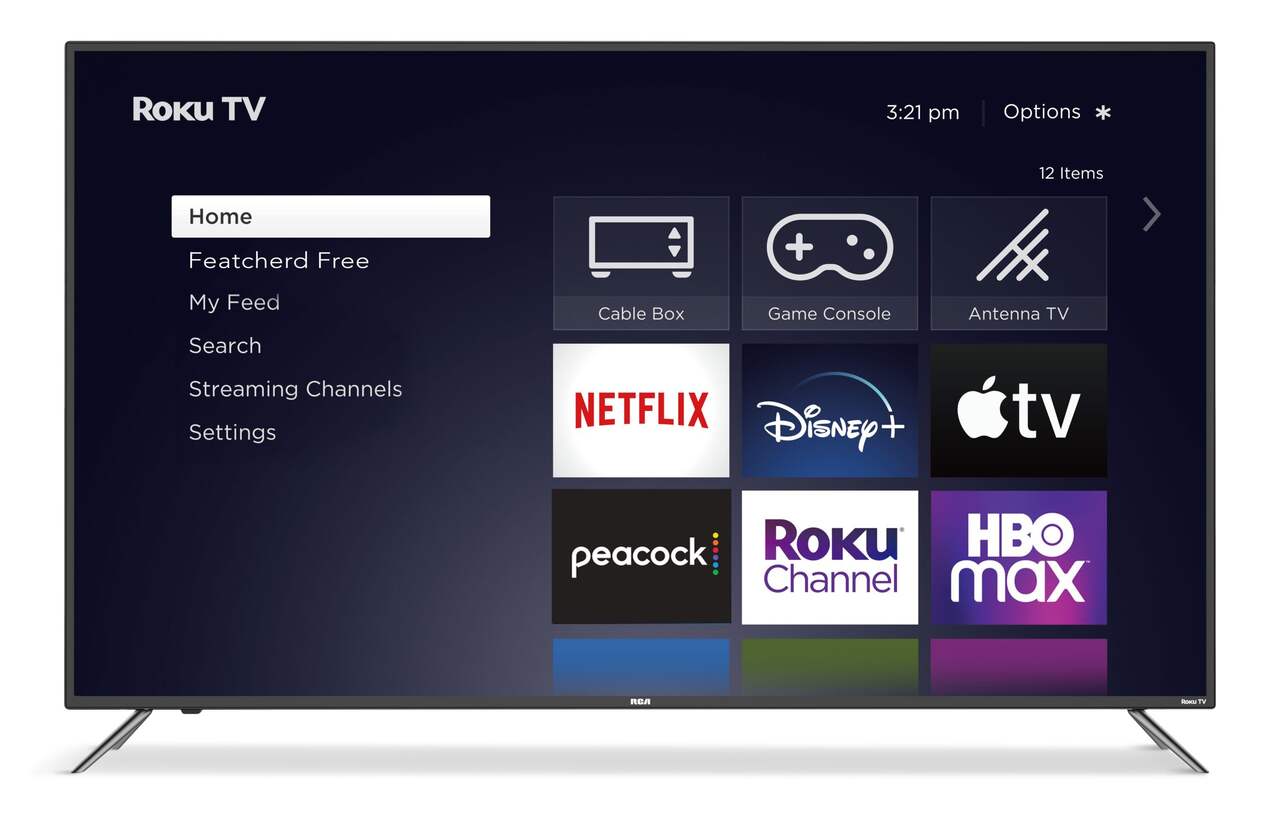 Roku TV
3:21 pm
Options *
12 Items
Home
Featcherd Free
My Feed
Search
Streaming Channels
Settings
Cable Box
Game Console
Antenna TV
NETFLIX
Disney+
tv
peacock
Roku
Channel
HBO
max
RCA
Roku TV